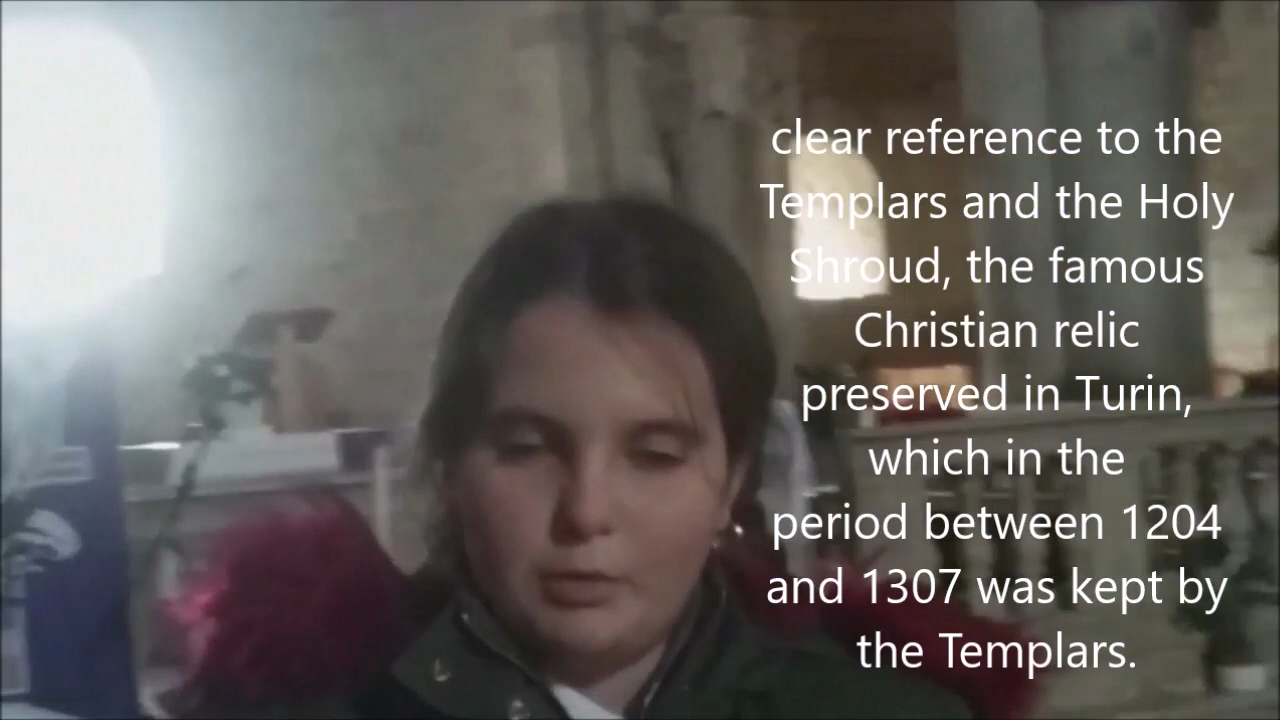 clear reference to the
Templars and the Holy
Shroud, the famous
Christian relic
preserved in Turin,
which in the
period between 1204
and 1307 was kept by
the Templars.